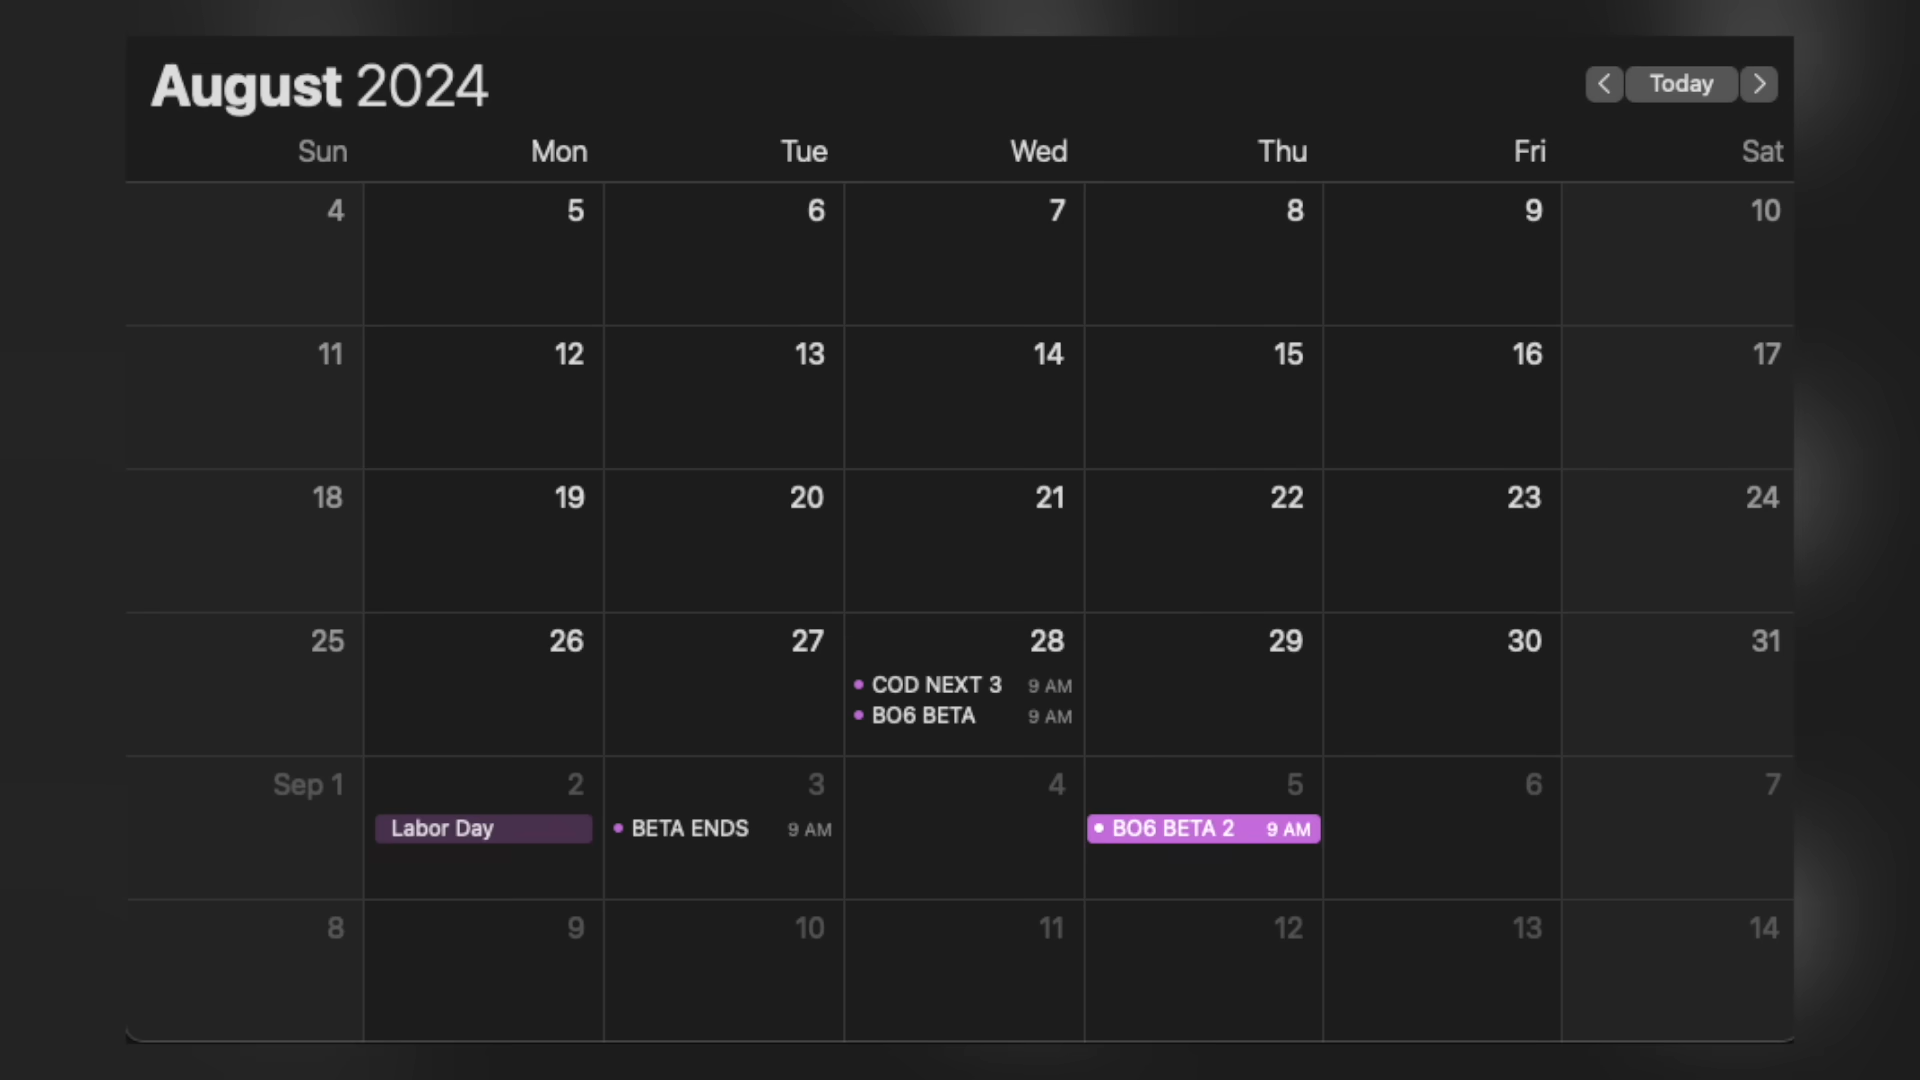 August 2024
Today
Sun Mon Tue Wed Thu Fri Sat
4 5 6 7 8 9 10
11 12 13 14 15 16 17
18 19 20 21 22 23 24
25 26 27 28 29 30 31
COD NEXT 3 9 AM
BO6 BETA 9 AM
Sep 1 2 3 4 5 6 7
Labor Day BETA ENDS 9 AM BO6 BETA 2 9 AM
8 9 10 11 12 13 14